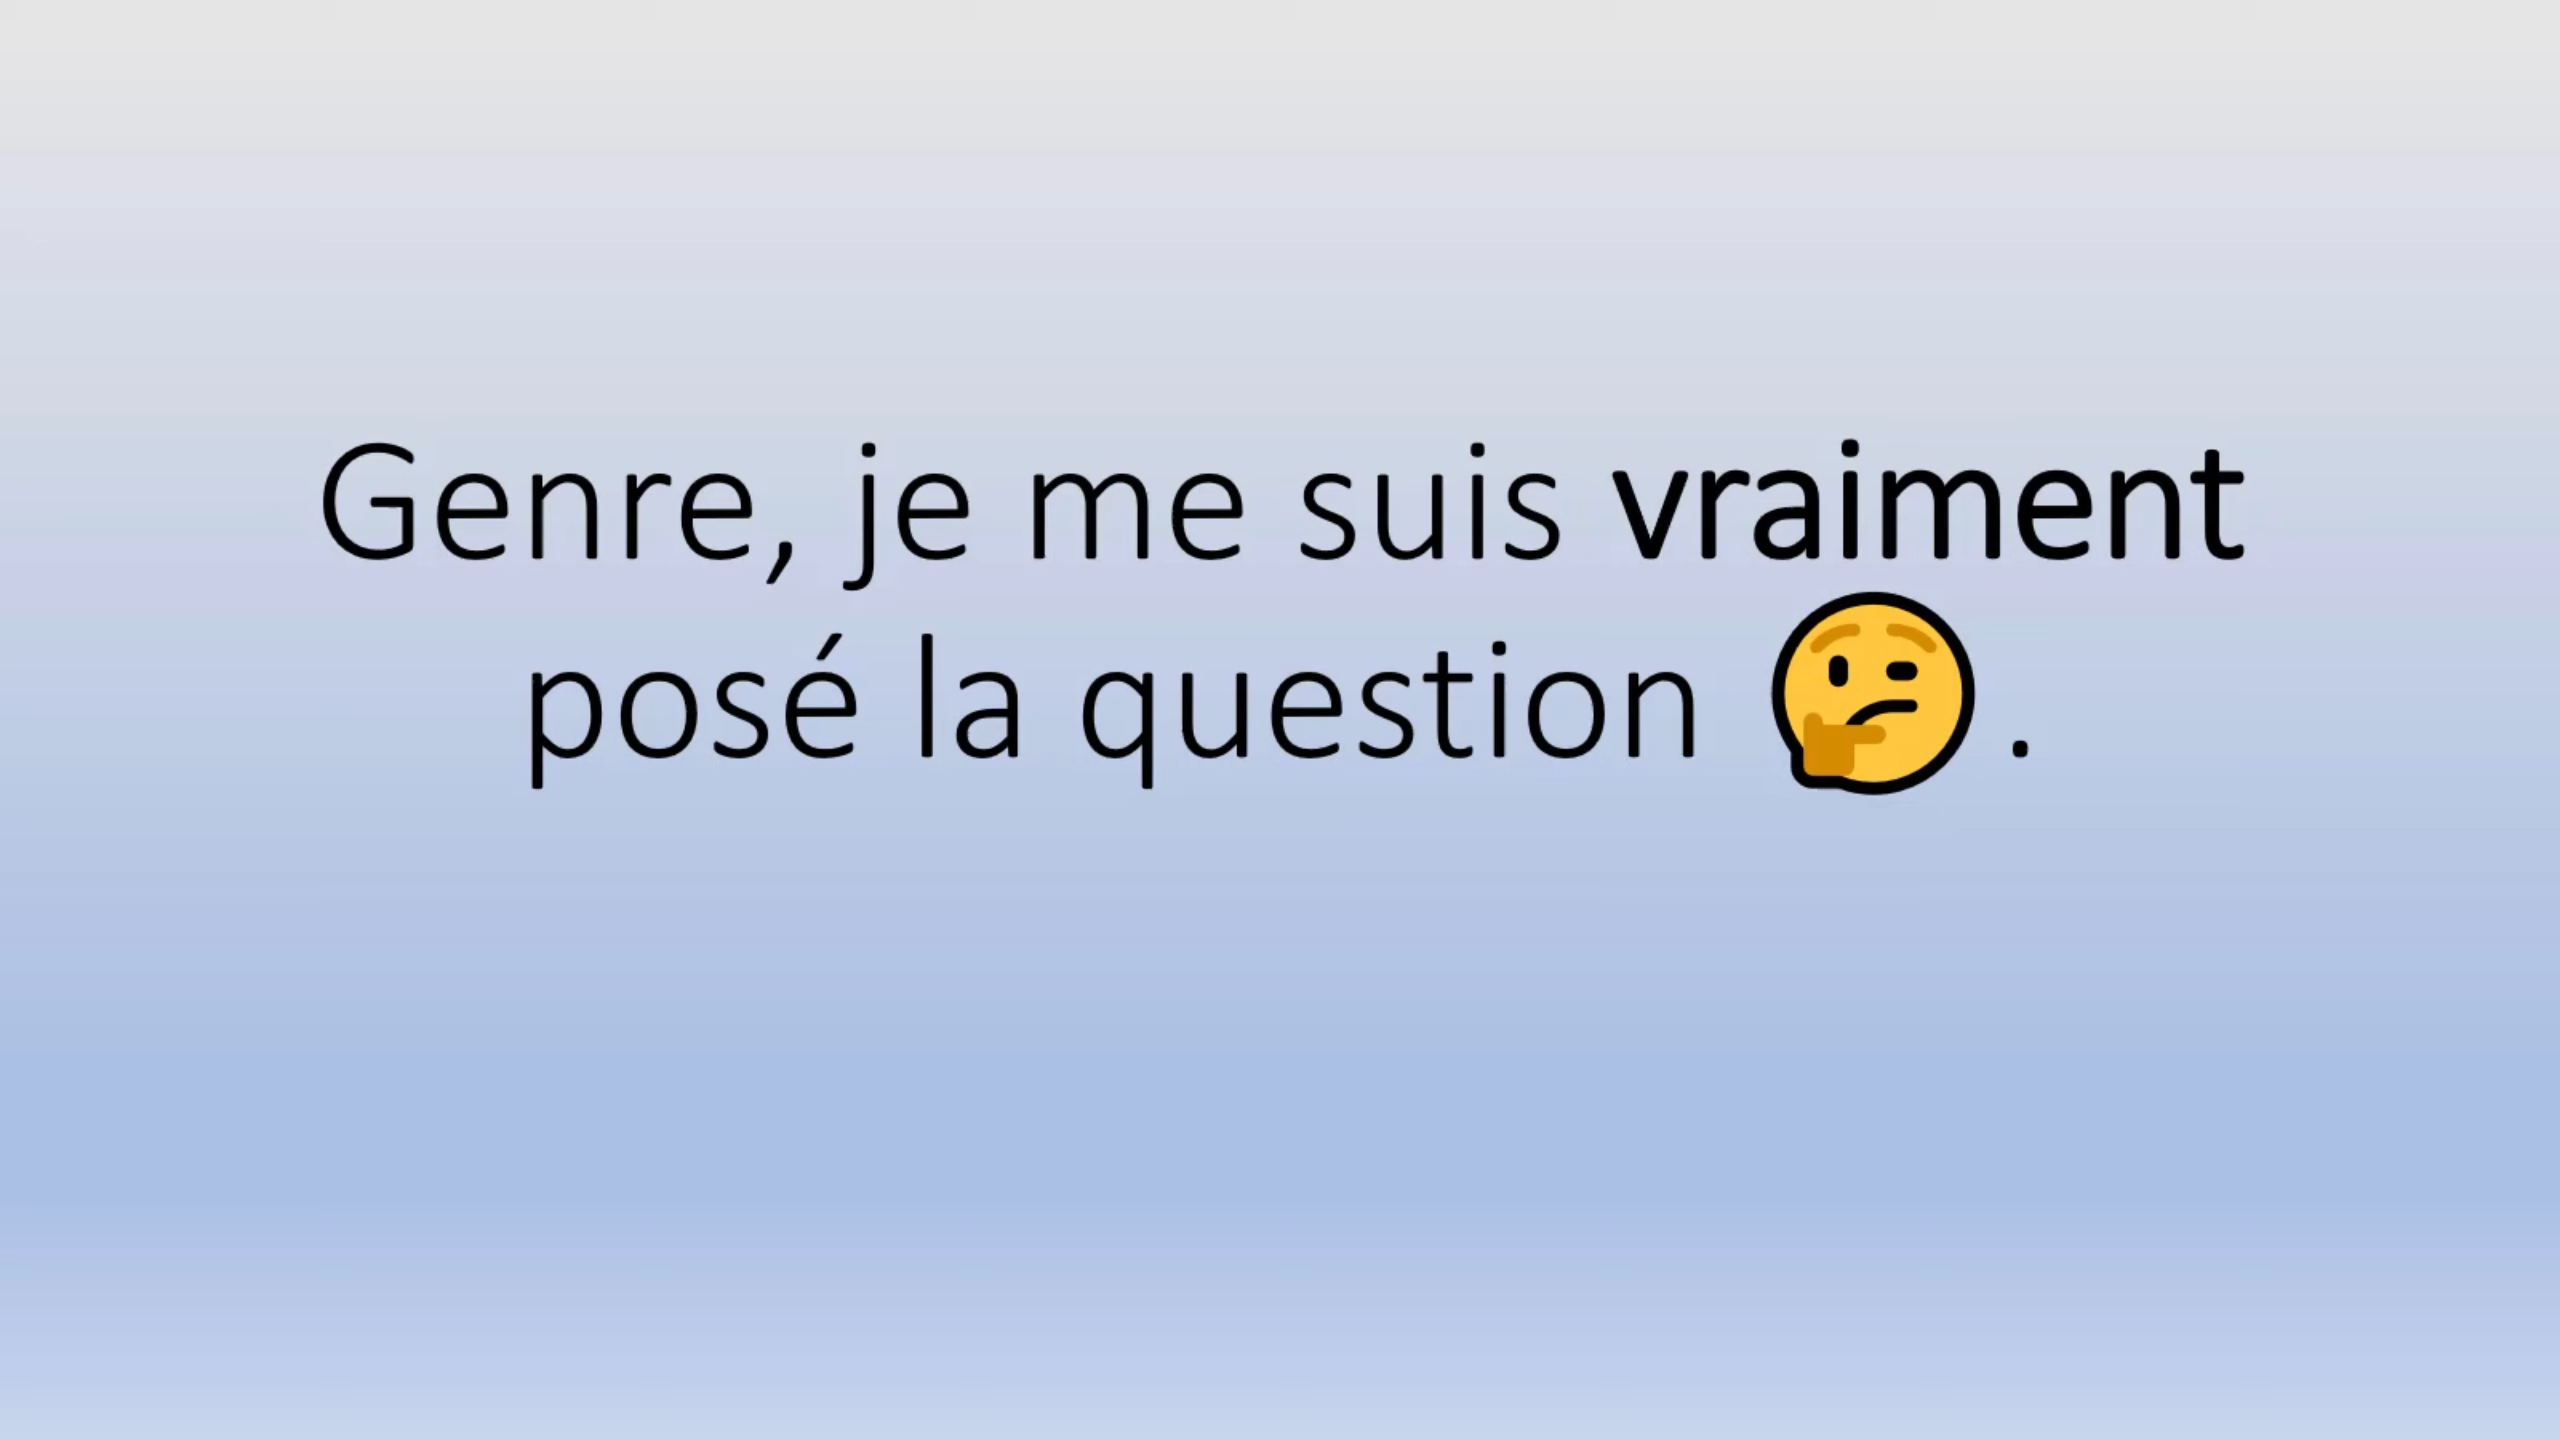 Genre, je me suis vraiment
posé la question 🤔.